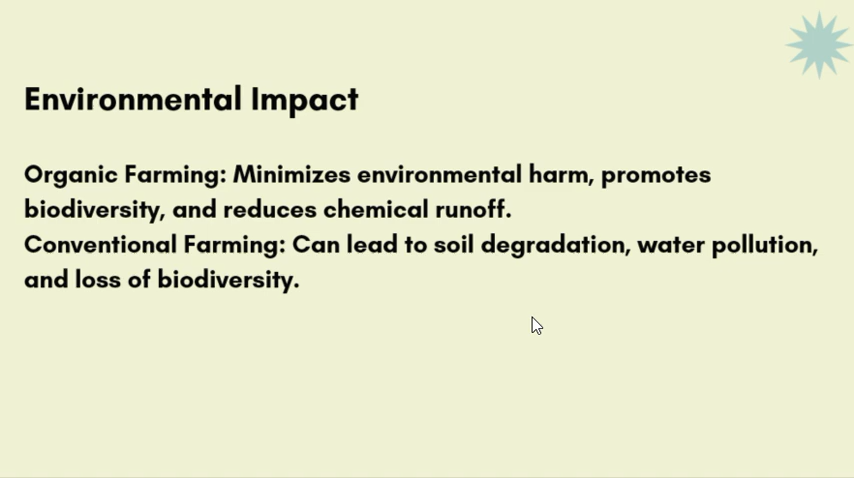 Environmental Impact
Organic Farming: Minimizes environmental harm, promotes
biodiversity, and reduces chemical runoff.
Conventional Farming: Can lead to soil degradation, water pollution,
and loss of biodiversity.